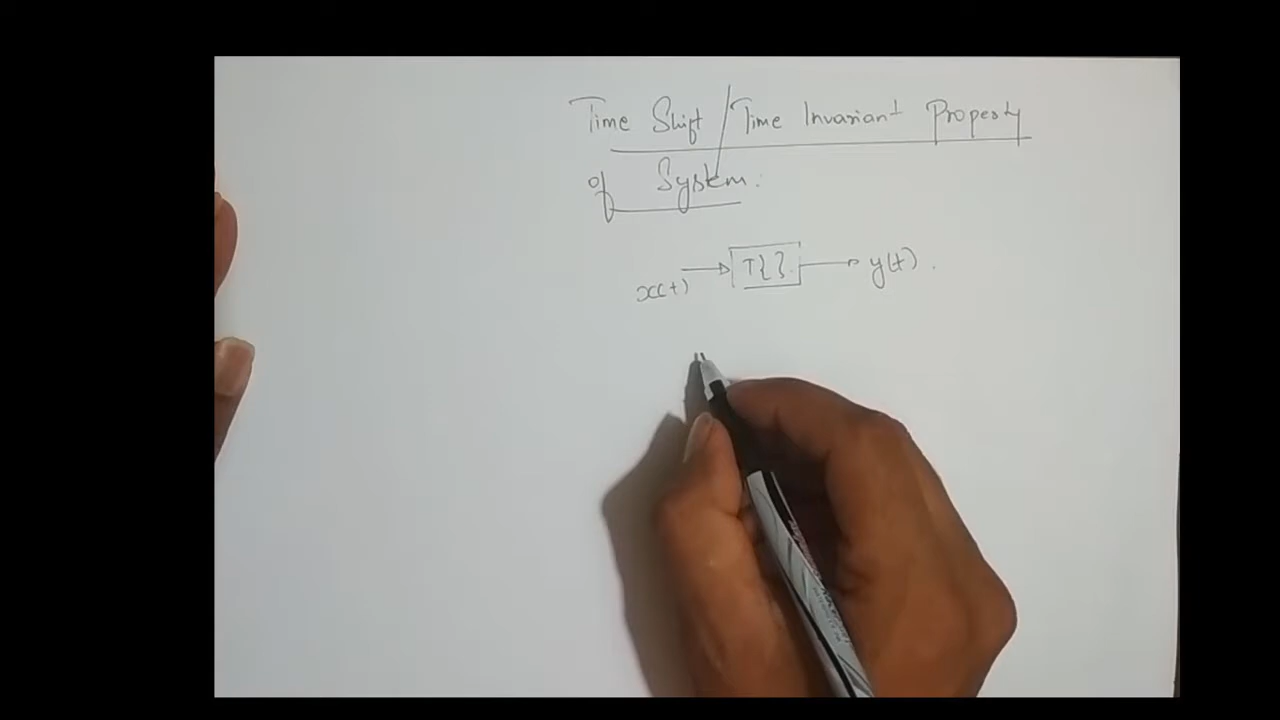 Time Shift / Time Invariant Property
of System.
x(t) → T{ }. → y(t).